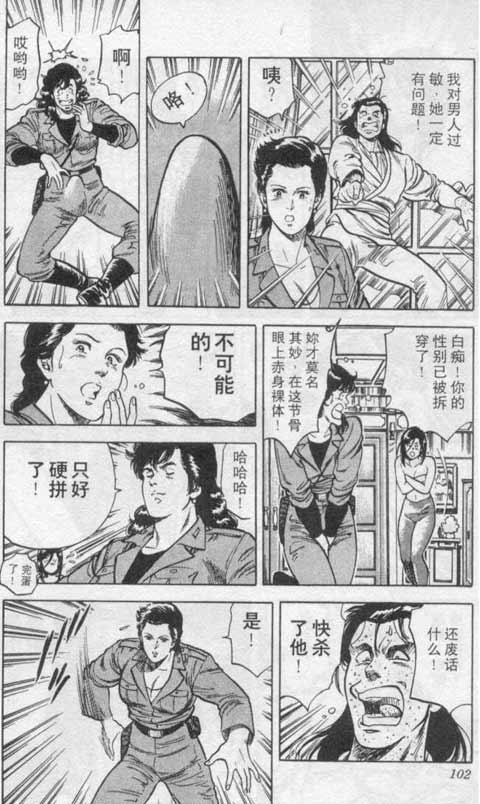 我对男人过
敏，她一定
有问题！
咦？
咯！
啊！
哎哟哟！
白痴！你的
性别已被拆
穿了！
妳才莫名
其妙，在这节骨
眼上赤身裸体！
不可能
的！
哈哈哈！
只好
硬拼
了！
完蛋
了！
还废话
什么！
快杀
了他！
是！
102